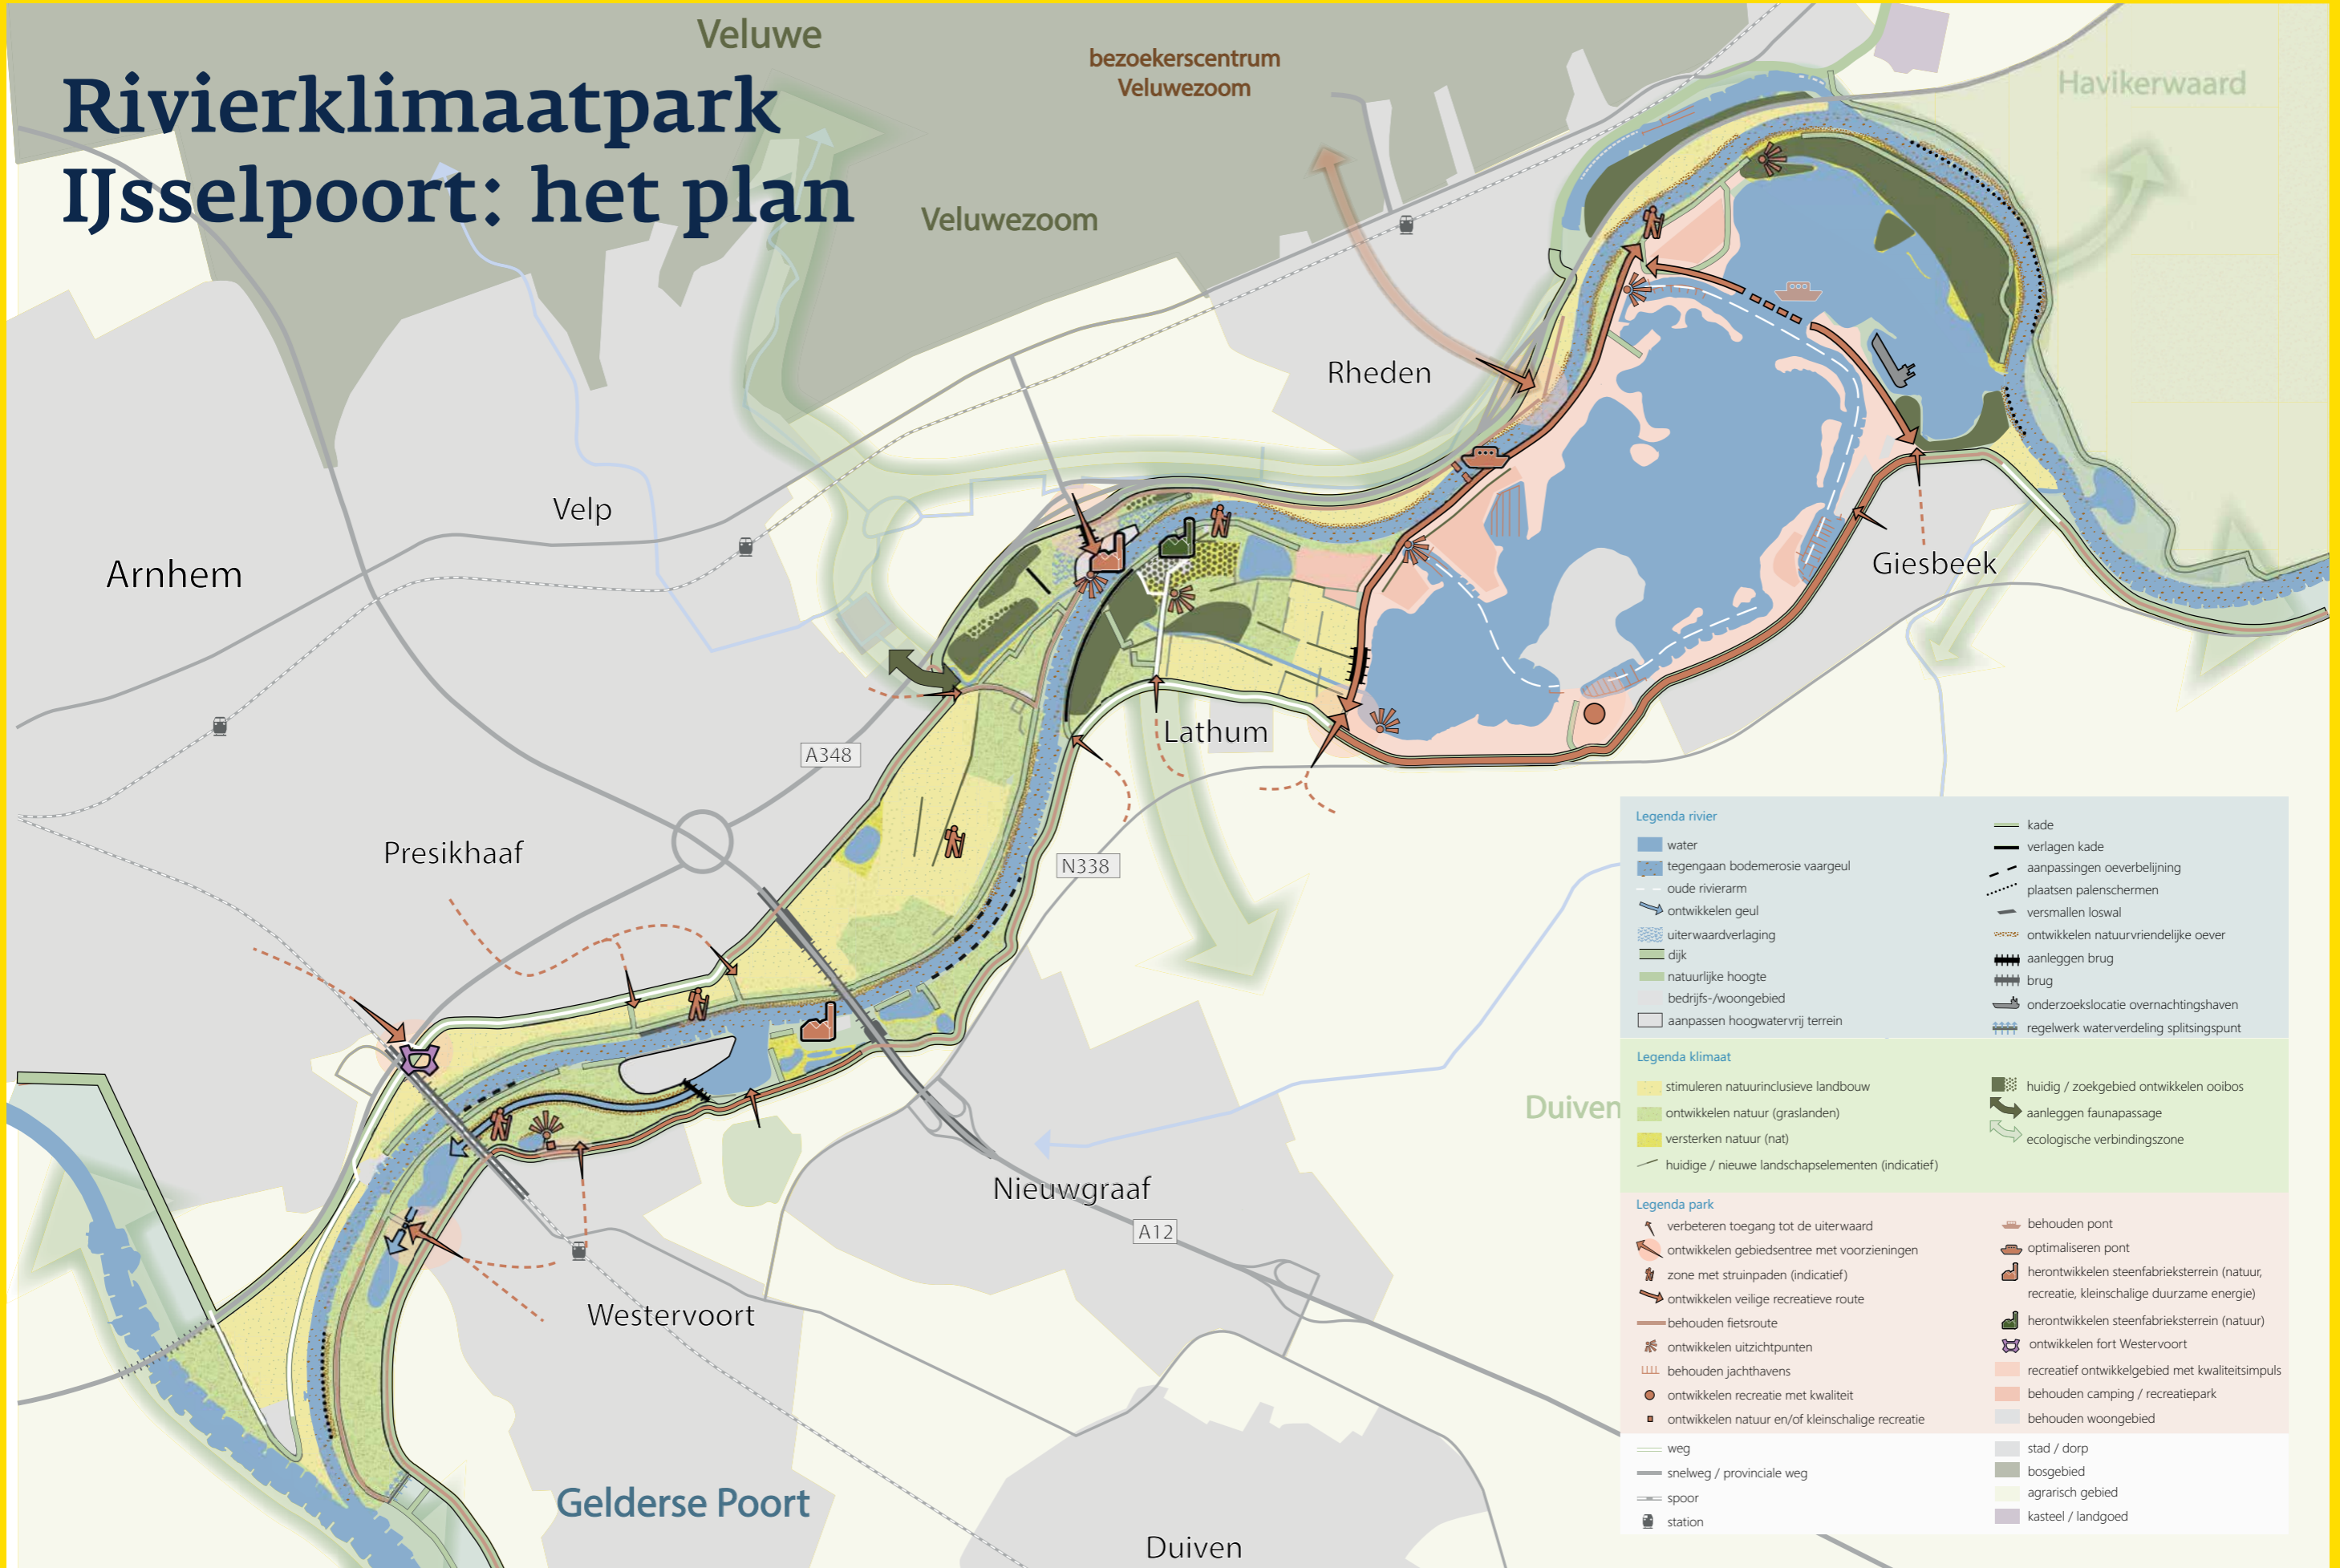 Rivierklimaatpark
IJsselpoort: het plan
Veluwe
bezoekerscentrum
Veluwezoom
Havikerwaard
Veluwezoom
Rheden
Velp
Arnhem
Giesbeek
Lathum
A348
Presikhaaf
N338
Duiven
Nieuwgraaf
A12
Westervoort
Gelderse Poort
Duiven
Legenda rivier
water
tegengaan bodemerosie vaargeul
oude rivierarm
ontwikkelen geul
uiterwaardverlaging
dijk
natuurlijke hoogte
bedrijfs-/woongebied
aanpassen hoogwatervrij terrein
kade
verlagen kade
aanpassingen oeverbelijning
plaatsen palenschermen
versmallen loswal
ontwikkelen natuurvriendelijke oever
aanleggen brug
brug
onderzoekslocatie overnachtingshaven
regelwerk waterverdeling splitsingspunt
Legenda klimaat
stimuleren natuurinclusieve landbouw
ontwikkelen natuur (graslanden)
versterken natuur (nat)
huidige / nieuwe landschapselementen (indicatief)
huidig / zoekgebied ontwikkelen ooibos
aanleggen faunapassage
ecologische verbindingszone
Legenda park
verbeteren toegang tot de uiterwaard
ontwikkelen gebiedsentree met voorzieningen
zone met struinpaden (indicatief)
ontwikkelen veilige recreatieve route
behouden fietsroute
ontwikkelen uitzichtpunten
behouden jachthavens
ontwikkelen recreatie met kwaliteit
ontwikkelen natuur en/of kleinschalige recreatie
behouden pont
optimaliseren pont
herontwikkelen steenfabrieksterrein (natuur,
recreatie, kleinschalige duurzame energie)
herontwikkelen steenfabrieksterrein (natuur)
ontwikkelen fort Westervoort
recreatief ontwikkelgebied met kwaliteitsimpuls
behouden camping / recreatiepark
behouden woongebied
weg
snelweg / provinciale weg
spoor
station
stad / dorp
bosgebied
agrarisch gebied
kasteel / landgoed